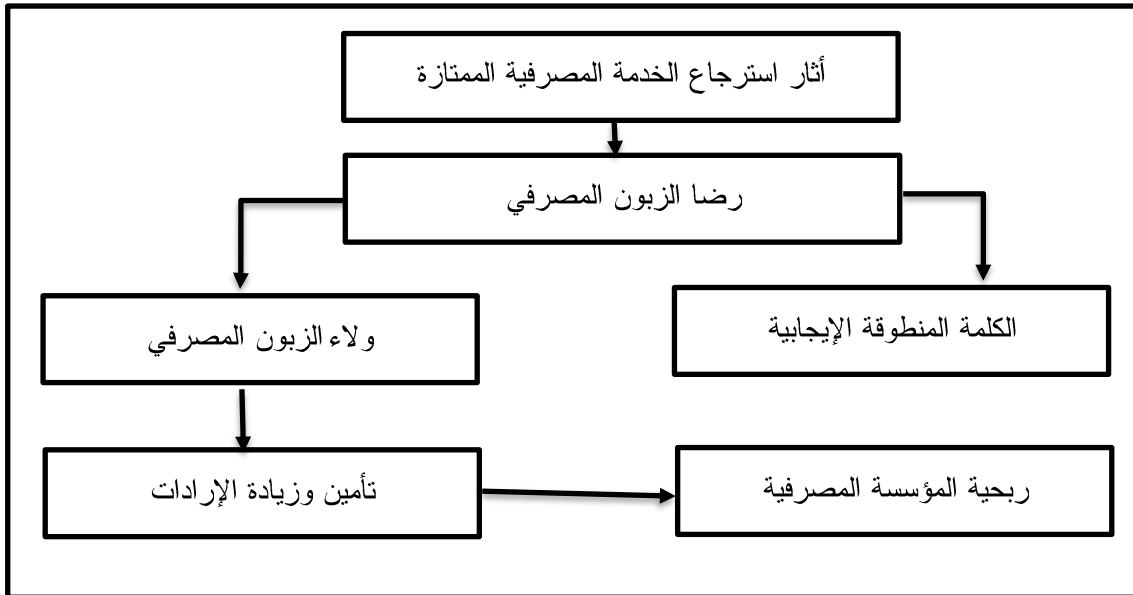 أثار استرجاع الخدمة المصرفية الممتازة
رضا الزبون المصرفي
الكلمة المنطوقة الإيجابية
ولاء الزبون المصرفي
ربحية المؤسسة المصرفية
تأمين وزيادة الإرادات